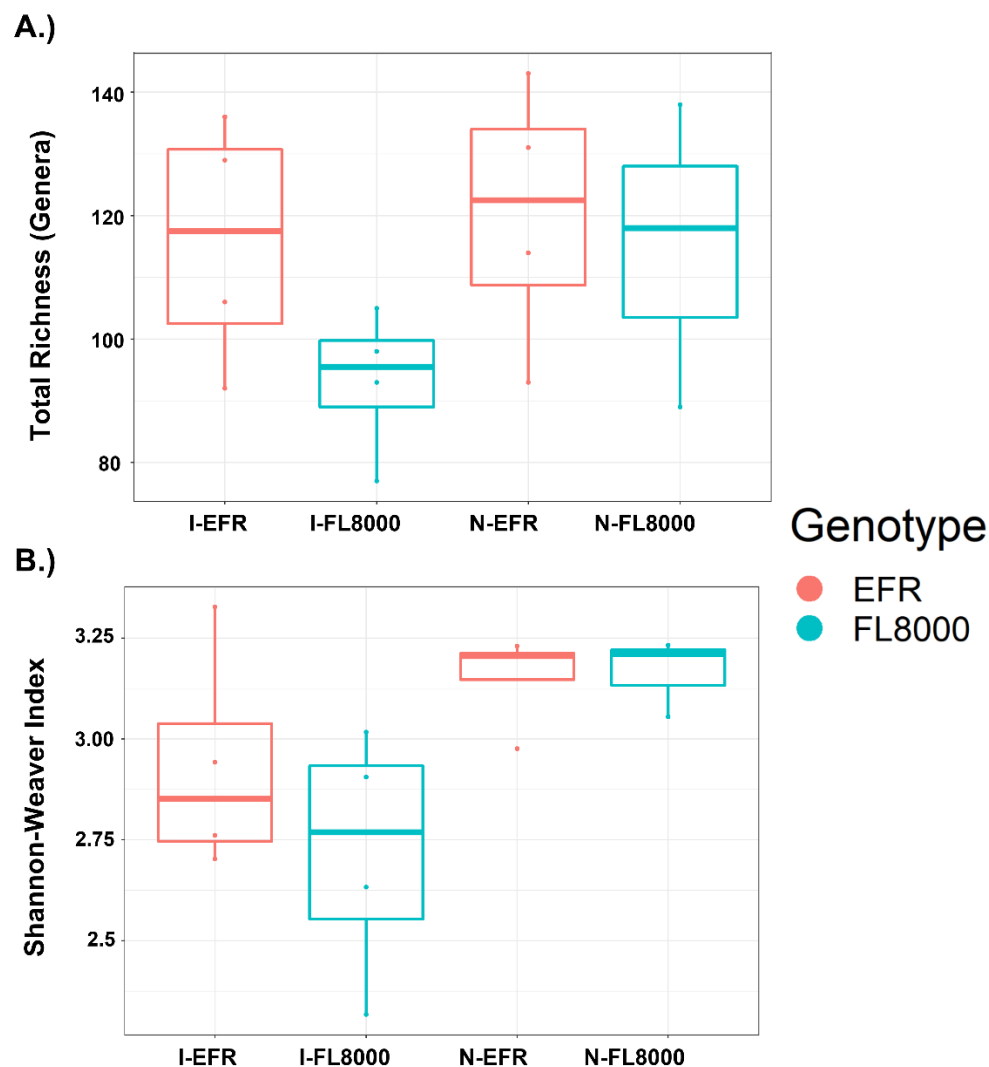 A.)
Total Richness (Genera)
140
120
100
80
I-EFR I-FL8000 N-EFR N-FL8000
B.)
Shannon-Weaver Index
3.25
3.00
2.75
2.5
I-EFR I-FL8000 N-EFR N-FL8000
Genotype
EFR
FL8000